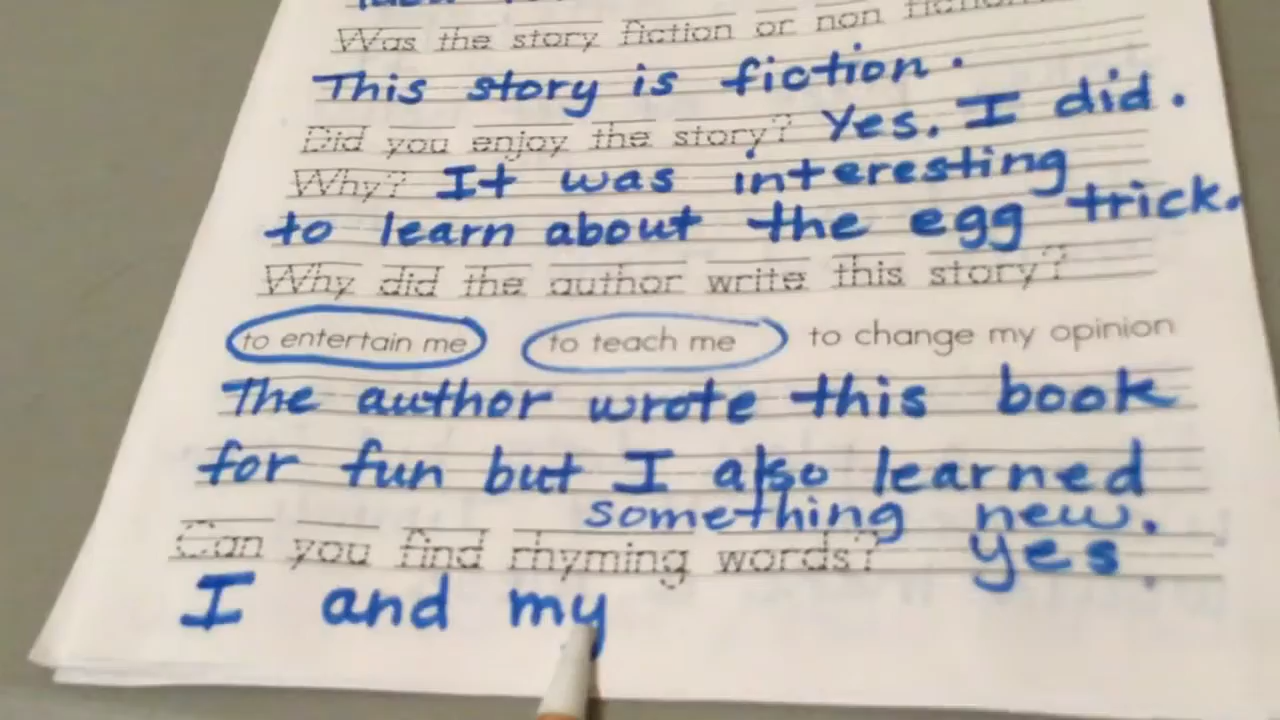 Was the story fiction or non fiction
This story is fiction.
Did you enjoy the story? Yes. I did.
Why? It was interesting
to learn about the egg trick.
Why did the author write this story?
to entertain me to teach me to change my opinion
The author wrote this book
for fun but I also learned
something new.
Can you find rhyming words? yes.
I and my